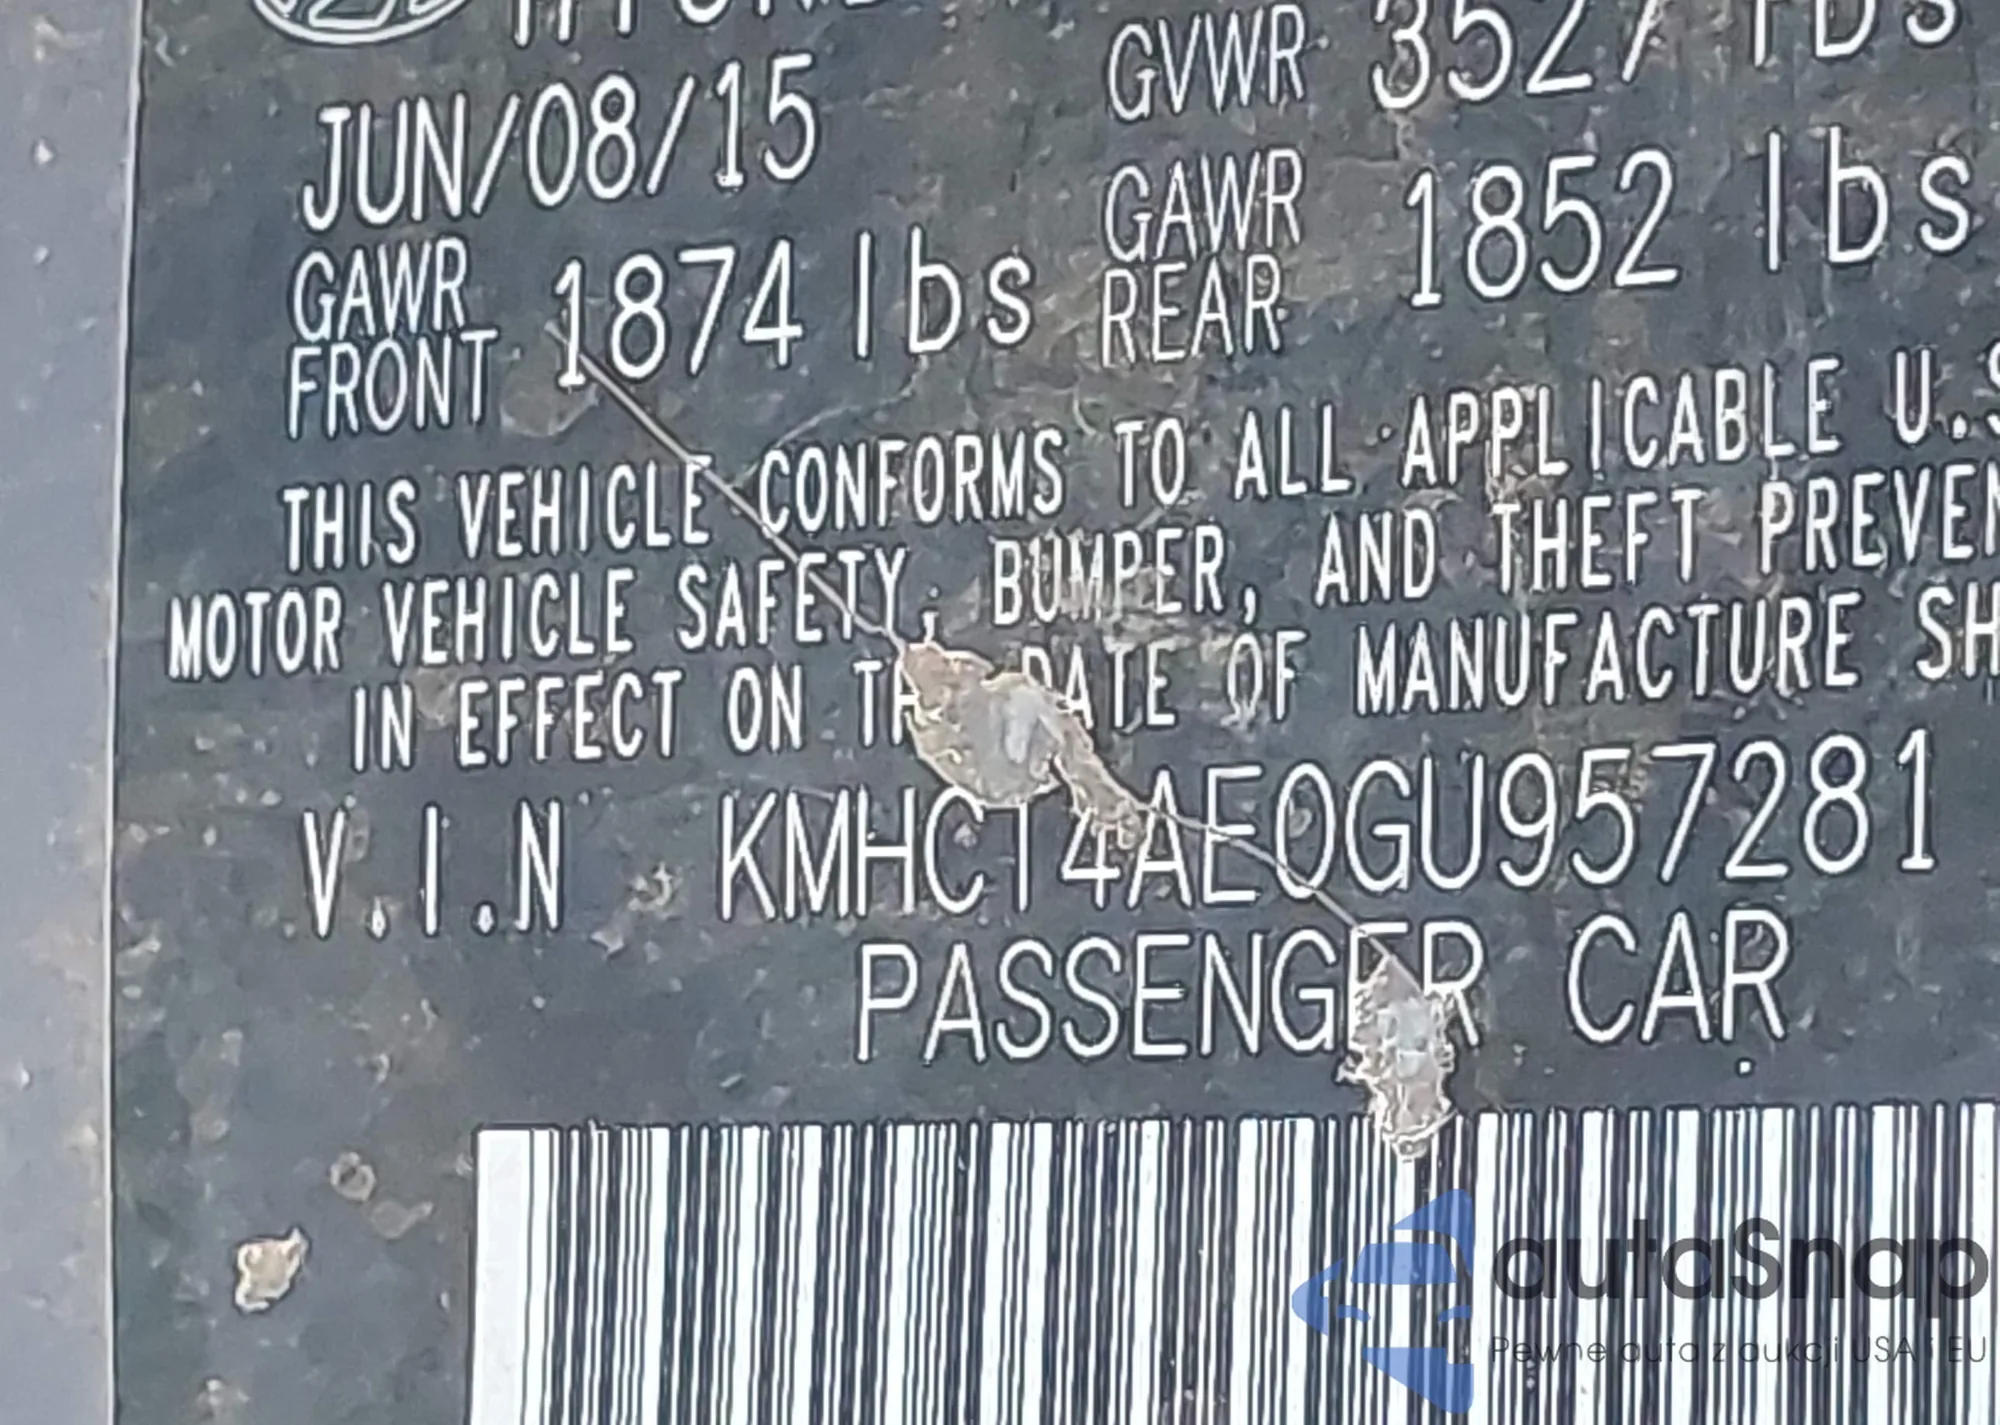 GVWR 3527 lbs
JUN/08/15
GAWR FRONT 1874 lbs GAWR REAR 1852 lbs
THIS VEHICLE CONFORMS TO ALL APPLICABLE U.S
MOTOR VEHICLE SAFETY, BUMPER, AND THEFT PREVEN
IN EFFECT ON DATE OF MANUFACTURE SH
V.I.N KMHCT4AE0GU957281
PASSENGER CAR
autaSnap
Pewne auta z aukcji USA i EU